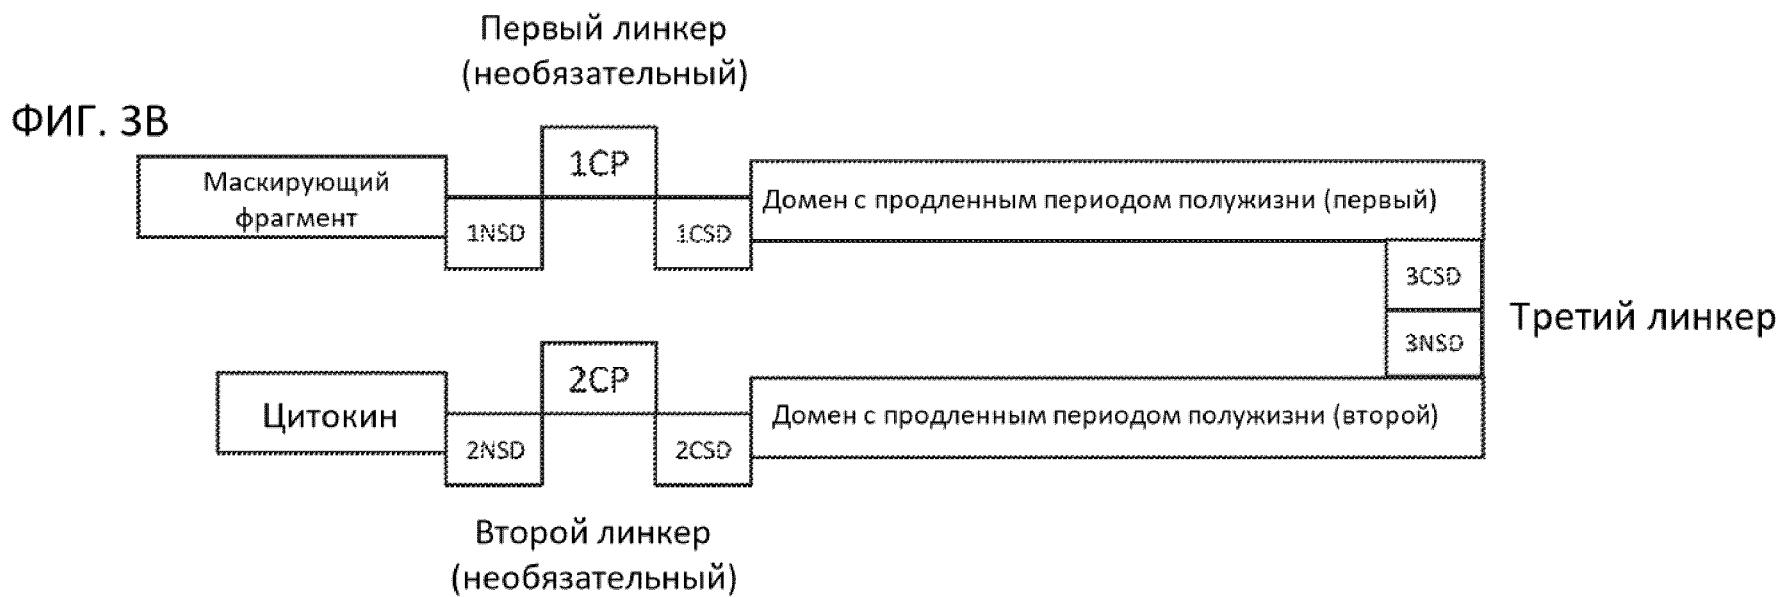 Первый линкер
(необязательный)
ФИГ. 3В
1CP
Маскирующий
фрагмент
1NSD
1CSD
Домен с продленным периодом полужизни (первый)
3CSD
Третий линкер
3NSD
2CP
Цитокин
2NSD
2CSD
Домен с продленным периодом полужизни (второй)
Второй линкер
(необязательный)